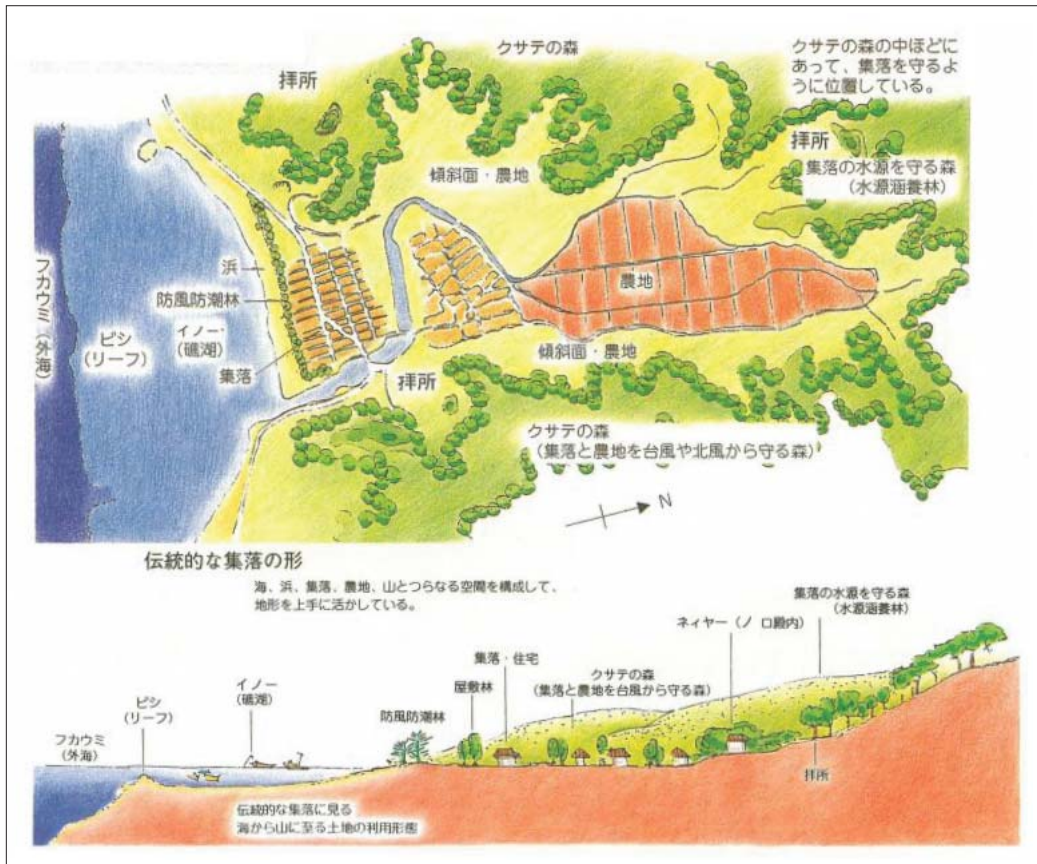 クサテの森
クサテの森の中ほどに
あって、集落を守るよ
うに位置している。
拝所
拝所
集落の水源を守る森
（水源涵養林）
傾斜面・農地
浜
防風防潮林
農地
フカウミ（外海）
ピシ
（リーフ）
イノー・
（礁湖）
集落
傾斜面・農地
拝所
クサテの森
（集落と農地を台風や北風から守る森）
N
伝統的な集落の形
海、浜、集落、農地、山とつらなる空間を構成して、
地形を上手に活かしている。
集落の水源を守る森
（水源涵養林）
ネィヤー（ノロ殿内）
集落・住宅
クサテの森
（集落と農地を台風から守る森）
屋敷林
イノー
（礁湖）
ピシ
（リーフ）
防風防潮林
フカウミ
（外海）
拝所
伝統的な集落に見る
海から山に至る土地の利用形態